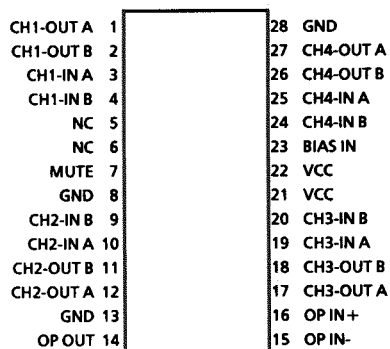 CH1-OUT A 1
CH1-OUT B 2
CH1-IN A 3
CH1-IN B 4
NC 5
NC 6
MUTE 7
GND 8
CH2-IN B 9
CH2-IN A 10
CH2-OUT B 11
CH2-OUT A 12
GND 13
OP OUT 14
28 GND
27 CH4-OUT A
26 CH4-OUT B
25 CH4-IN A
24 CH4-IN B
23 BIAS IN
22 VCC
21 VCC
20 CH3-IN B
19 CH3-IN A
18 CH3-OUT B
17 CH3-OUT A
16 OP IN+
15 OP IN-